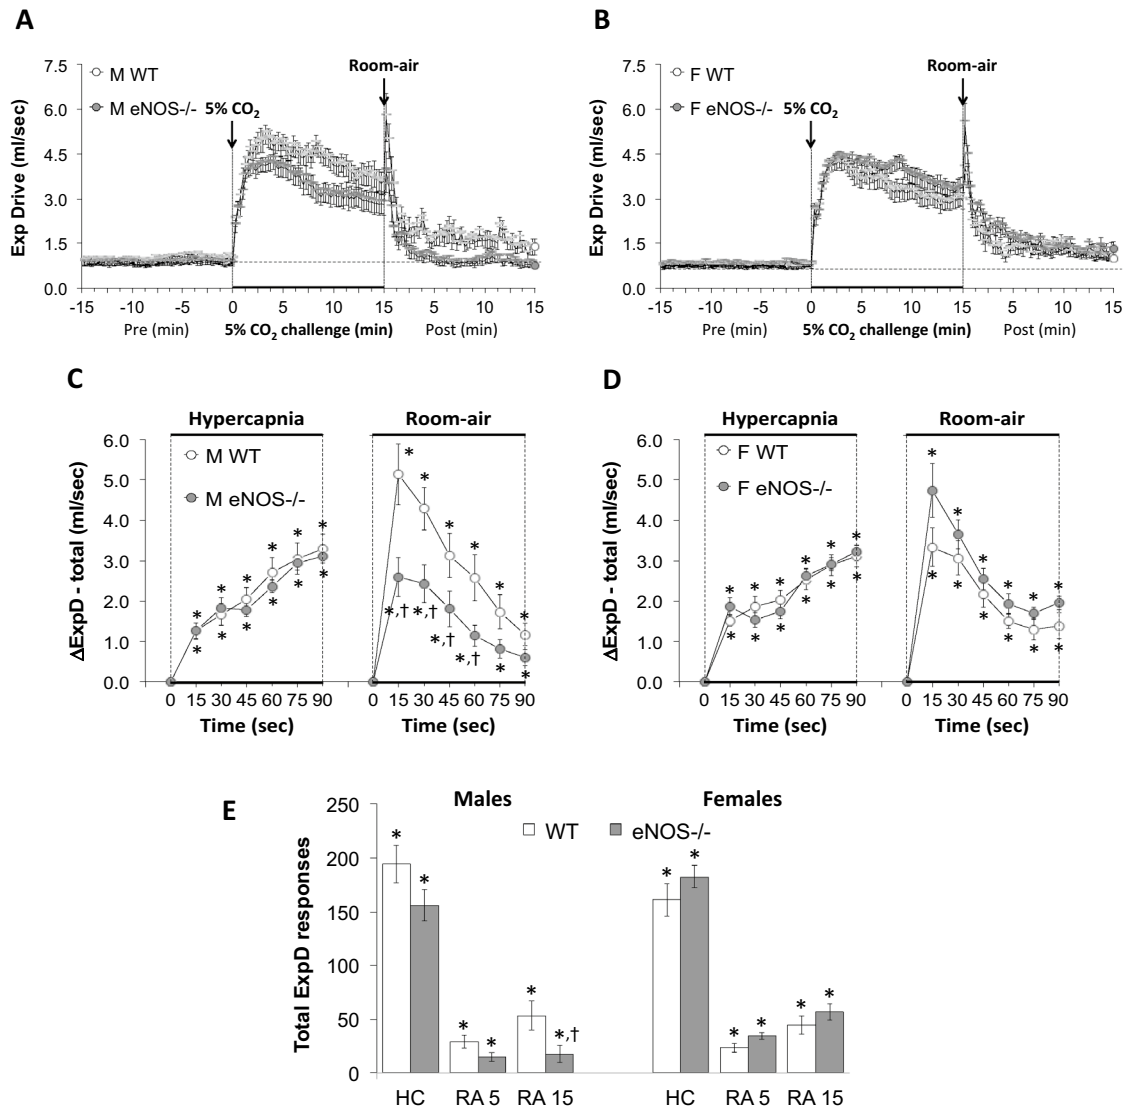 A
M WT
M eNOS-/-
5% CO2
Room-air
Exp Drive (ml/sec)
7.5
6.0
4.5
3.0
1.5
0.0
-15 -10 -5 0 5 10 15 5 10 15
Pre (min) 5% CO2 challenge (min) Post (min)
B
F WT
F eNOS-/-
5% CO2
Room-air
Exp Drive (ml/sec)
7.5
6.0
4.5
3.0
1.5
0.0
-15 -10 -5 0 5 10 15 5 10 15
Pre (min) 5% CO2 challenge (min) Post (min)
C
Hypercapnia Room-air
M WT
M eNOS-/-
ΔExpD - total (ml/sec)
6.0
5.0
4.0
3.0
2.0
1.0
0.0
* * * * * *
* * * * * *
* * * * * *
*,† *,†
*,† *,† * *
0 15 30 45 60 75 90 0 15 30 45 60 75 90
Time (sec) Time (sec)
D
Hypercapnia Room-air
F WT
F eNOS-/-
ΔExpD - total (ml/sec)
6.0
5.0
4.0
3.0
2.0
1.0
0.0
* * * * * *
* * * * * *
* * * * * *
* * * * * *
0 15 30 45 60 75 90 0 15 30 45 60 75 90
Time (sec) Time (sec)
E
Males Females
WT eNOS-/-
Total ExpD responses
250
200
150
100
50
0
* * * * * *,†
* * * * * *
HC RA 5 RA 15 HC RA 5 RA 15